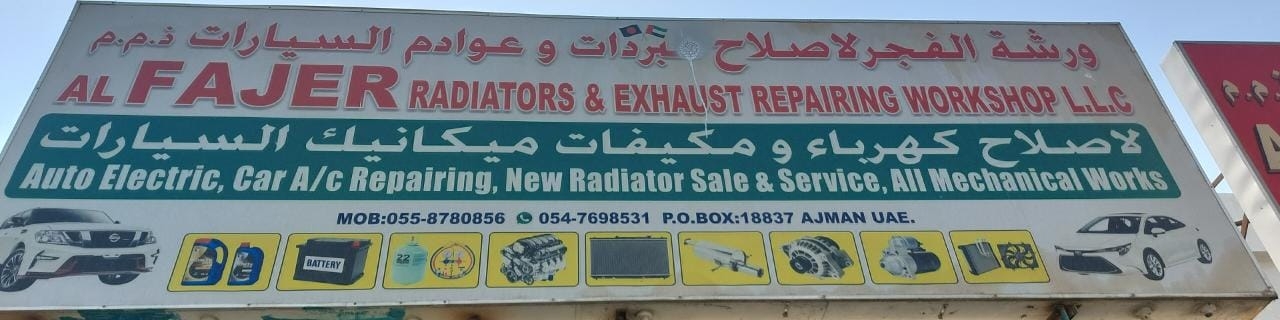 ورشة الفجر لاصلاح مبردات و عوادم السيارات ذ.م.م
AL FAJER RADIATORS & EXHAUST REPAIRING WORKSHOP L.L.C
لاصلاح كهرباء و مكيفات ميكانيك السيارات
Auto Electric, Car A/c Repairing, New Radiator Sale & Service, All Mechanical Works
MOB:055-8780856 054-7698531 P.O.BOX:18837 AJMAN UAE.
BATTERY
22